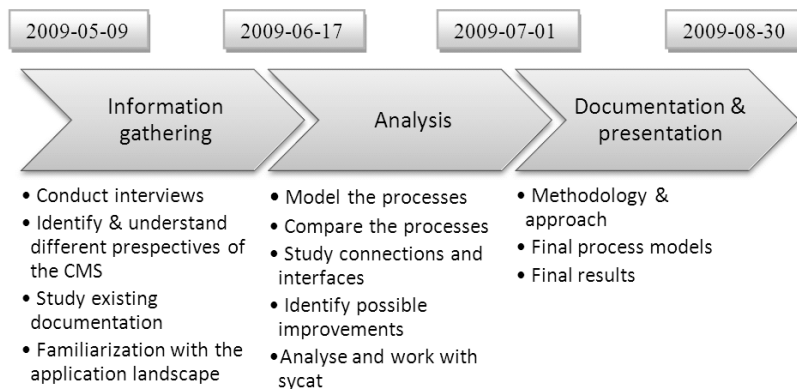 2009-05-09
2009-06-17
2009-07-01
2009-08-30
Information
gathering
Analysis
Documentation &
presentation
• Conduct interviews
• Identify & understand
different prespectives of
the CMS
• Study existing
documentation
• Familiarization with the
application landscape
• Model the processes
• Compare the processes
• Study connections and
interfaces
• Identify possible
improvements
•Analyse and work with
sycat
• Methodology &
approach
• Final process models
• Final results